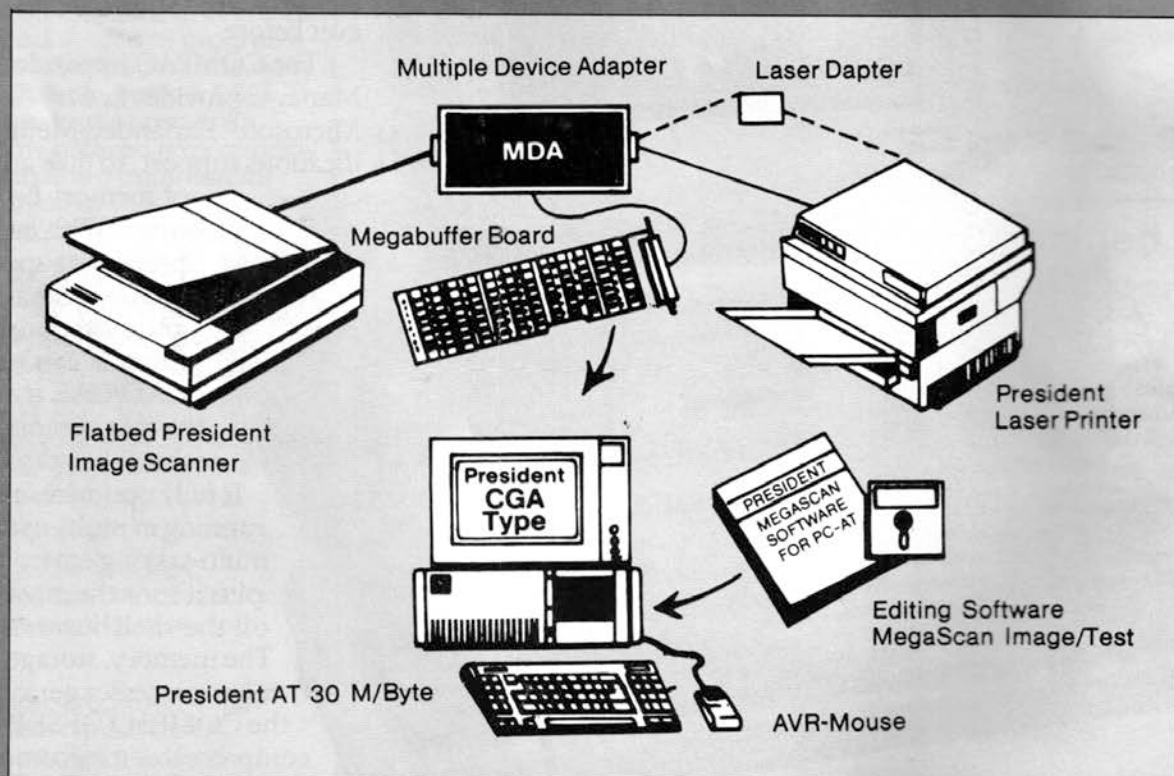 Multiple Device Adapter
Laser Dapter
MDA
Megabuffer Board
Flatbed President
Image Scanner
President
Laser Printer
President
CGA
Type
PRESIDENT
MEGASCAN
SOFTWARE
FOR PC-AT
Editing Software
MegaScan Image/Test
President AT 30 M/Byte
AVR-Mouse